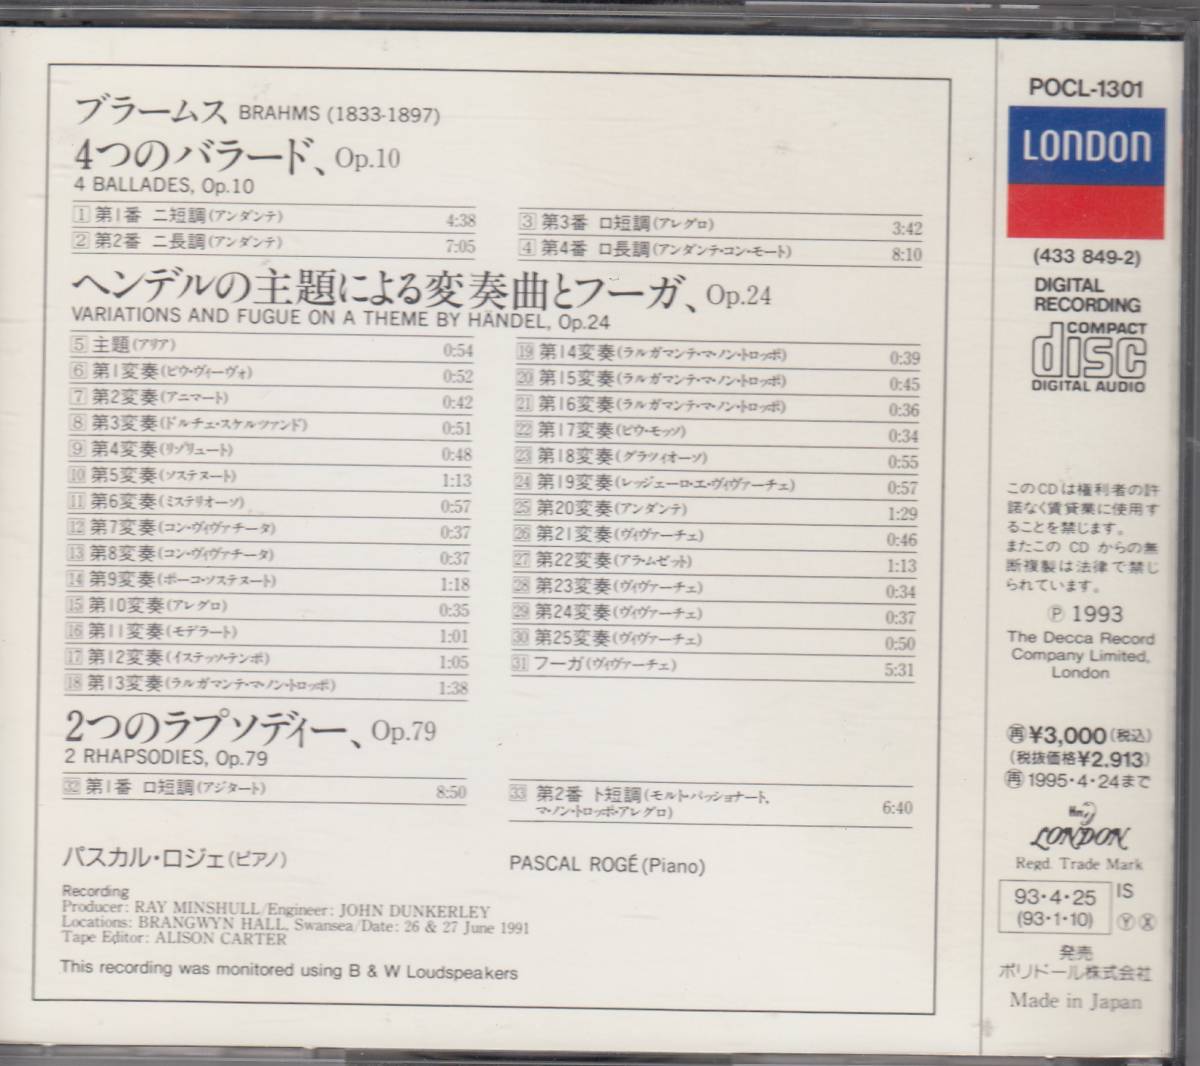 ブラームス BRAHMS (1833-1897)
4つのバラード、Op.10
4 BALLADES, Op.10
1 第1番 ニ短調(アンダンテ) 4:38
2 第2番 ニ長調(アンダンテ) 7:05
3 第3番 ロ短調(アレグロ) 3:42
4 第4番 ロ長調(アンダンテ・コン・モート) 8:10
ヘンデルの主題による変奏曲とフーガ、Op.24
VARIATIONS AND FUGUE ON A THEME BY HÄNDEL, Op.24
5 主題(アリア) 0:54
6 第1変奏(ピウ・ヴィーヴォ) 0:52
7 第2変奏(アニマート) 0:42
8 第3変奏(ドルチェ・スケルツァンド) 0:51
9 第4変奏(リゾリュート) 0:48
10 第5変奏(ソステヌート) 1:13
11 第6変奏(ミステリオーソ) 0:57
12 第7変奏(コン・ヴィヴァチータ) 0:37
13 第8変奏(コン・ヴィヴァチータ) 0:37
14 第9変奏(ポーコ・ソステヌート) 1:18
15 第10変奏(アレグロ) 0:35
16 第11変奏(モデラート) 1:01
17 第12変奏(イステッソ・テンポ) 1:05
18 第13変奏(ラルガマンテ・マ・ノン・トロッポ) 1:38
19 第14変奏(ラルガマンテ・マ・ノン・トロッポ) 0:39
20 第15変奏(ラルガマンテ・マ・ノン・トロッポ) 0:45
21 第16変奏(ラルガマンテ・マ・ノン・トロッポ) 0:36
22 第17変奏(ピウ・モッソ) 0:34
23 第18変奏(グラツィオーソ) 0:55
24 第19変奏(レッジェーロ・エ・ヴィヴァーチェ) 0:57
25 第20変奏(アンダンテ) 1:29
26 第21変奏(ヴィヴァーチェ) 0:46
27 第22変奏(アラ・ムゼット) 1:13
28 第23変奏(ヴィヴァーチェ) 0:34
29 第24変奏(ヴィヴァーチェ) 0:37
30 第25変奏(ヴィヴァーチェ) 0:50
31 フーガ(ヴィヴァーチェ) 5:31
2つのラプソディー、Op.79
2 RHAPSODIES, Op.79
32 第1番 ロ短調(アジタート) 8:50
33 第2番 ト短調(モルト・パッショナート、
マ・ノン・トロッポ・アレグロ) 6:40
パスカル・ロジェ(ピアノ)
PASCAL ROGÉ (Piano)
Recording
Producer: RAY MINSHULL/Engineer: JOHN DUNKERLEY
Locations: BRANGWYN HALL, Swansea/Date: 26 & 27 June 1991
Tape Editor: ALISON CARTER
This recording was monitored using B & W Loudspeakers
POCL-1301
LONDON
(433 849-2)
DIGITAL
RECORDING
COMPACT
disc
DIGITAL AUDIO
このCDは権利者の許
諾なく賃貸業に使用す
ることを禁じます。
またこの CD からの無
断複製は法律で禁じ
られています。
Ⓟ 1993
The Decca Record
Company Limited,
London
再 ¥3,000(税込)
(税抜価格¥2,913)
再 1995・4・24まで
LONDON
Regd. Trade Mark
93・4・25
(93・1・10)
IS
Ⓨ Ⓧ
発売
ポリドール株式会社
Made in Japan